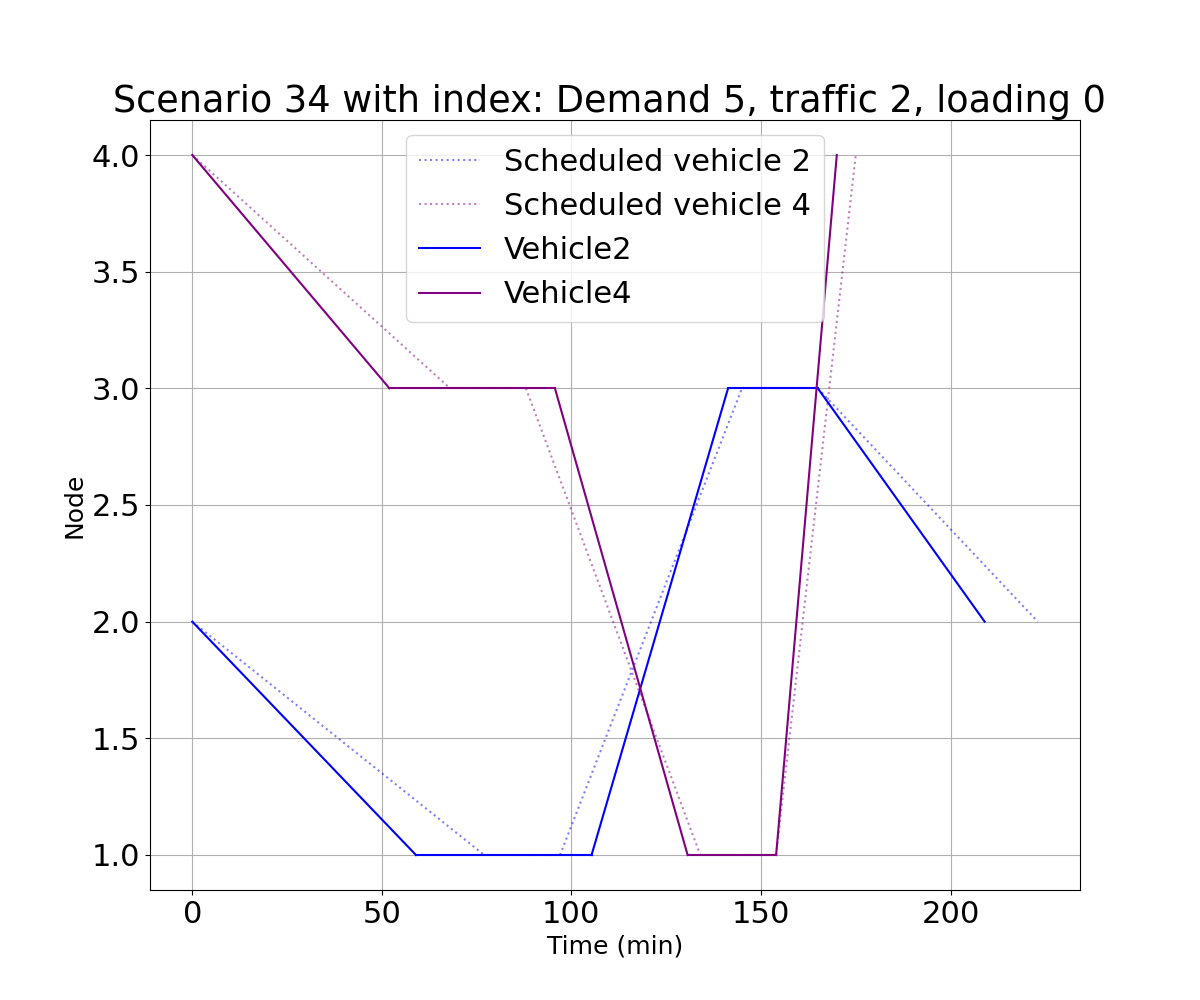 Scenario 34 with index: Demand 5, traffic 2, loading 0
Scheduled vehicle 2
Scheduled vehicle 4
Vehicle2
Vehicle4
4.0
3.5
3.0
2.5
2.0
1.5
1.0
Node
0 50 100 150 200
Time (min)